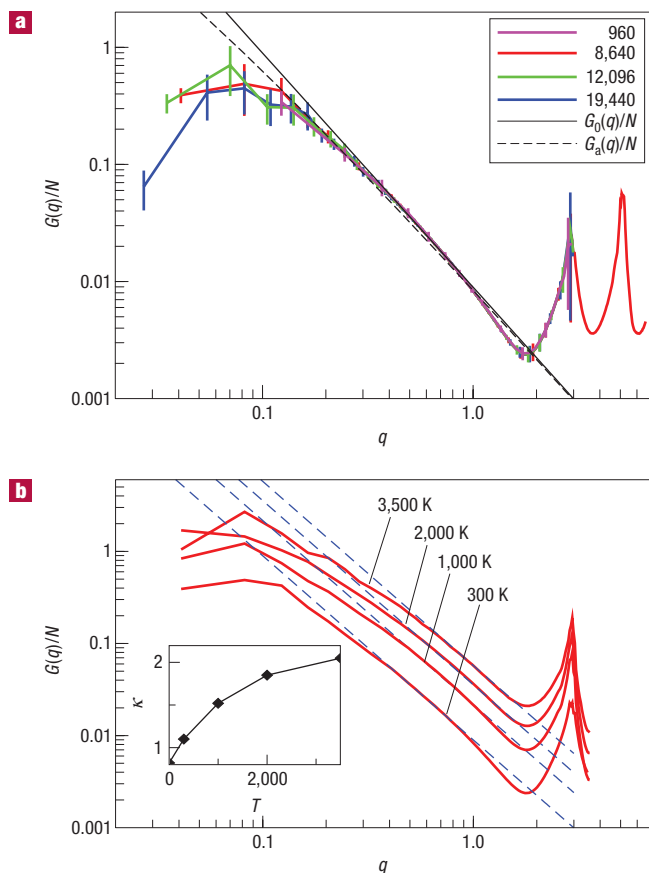 a
1
0.1
0.01
0.001
G(q)/N
0.1
1.0
q
960
8,640
12,096
19,440
G₀(q)/N
Gₐ(q)/N
b
1
0.1
0.01
0.001
G(q)/N
3,500 K
2,000 K
1,000 K
300 K
2
1
κ
0
2,000
T
0.1
1.0
q